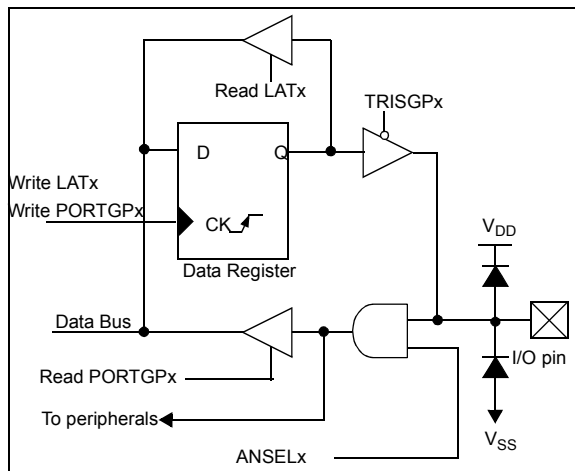 Read LATx
TRISGPx
D Q
Write LATx
Write PORTGPx
CK
Data Register
VDD
Data Bus
I/O pin
Read PORTGPx
To peripherals
VSS
ANSELx